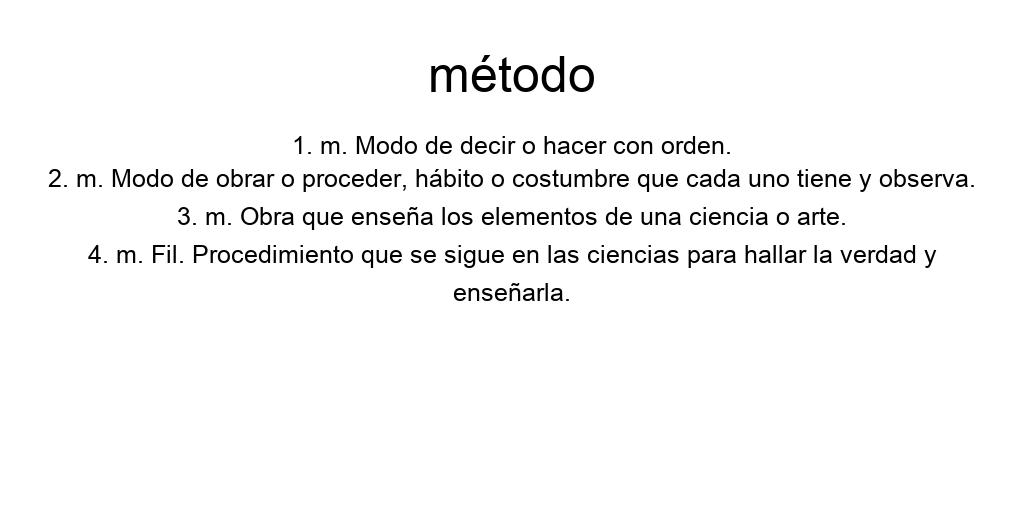 método
1. m. Modo de decir o hacer con orden.
2. m. Modo de obrar o proceder, hábito o costumbre que cada uno tiene y observa.
3. m. Obra que enseña los elementos de una ciencia o arte.
4. m. Fil. Procedimiento que se sigue en las ciencias para hallar la verdad y
enseñarla.